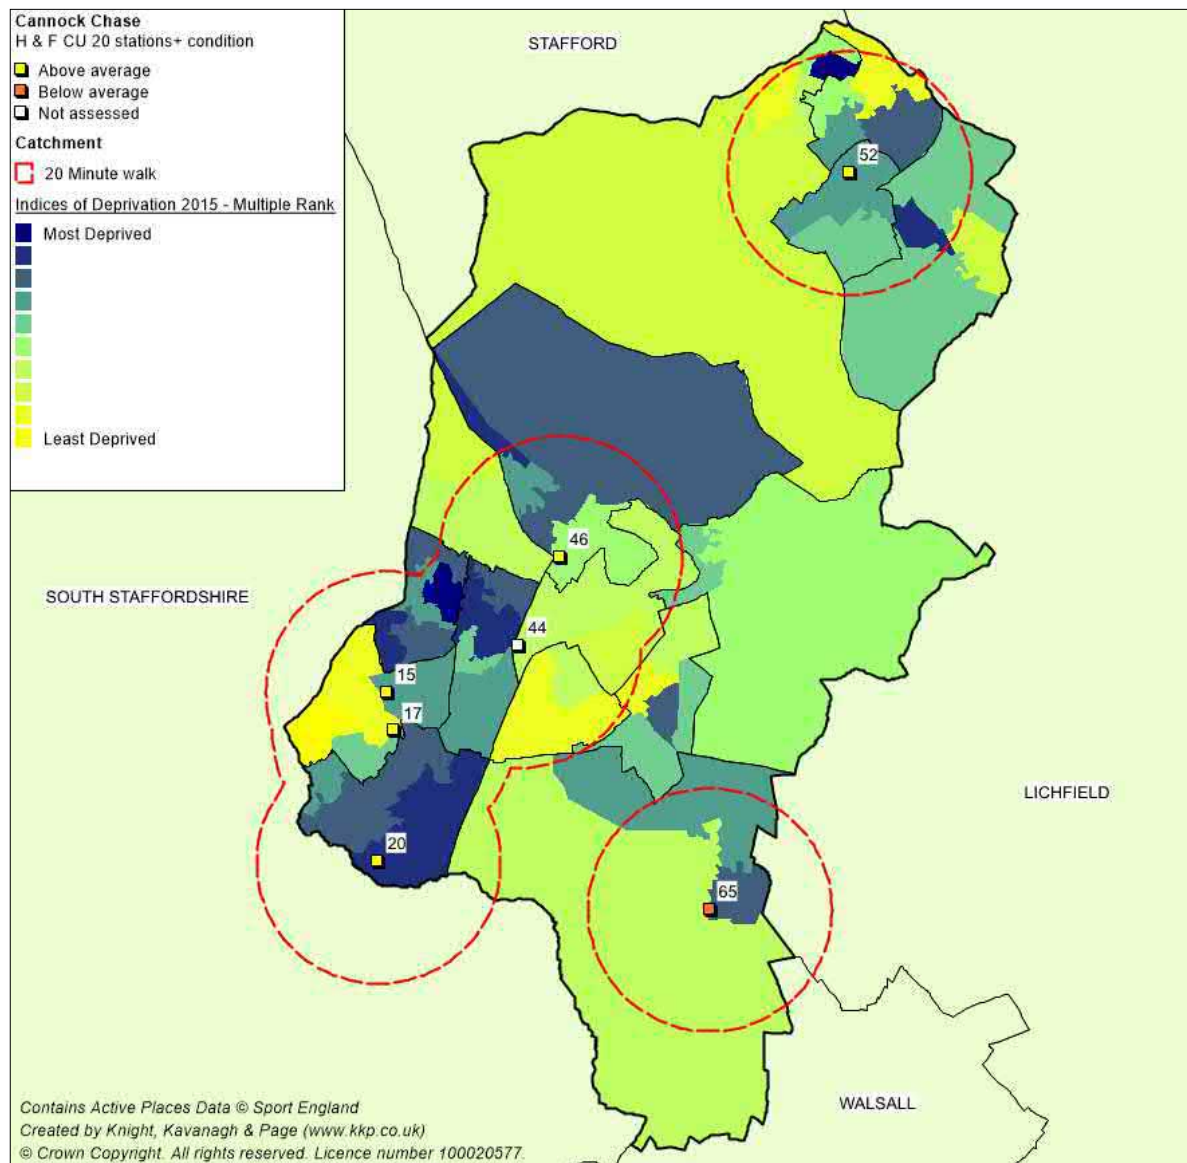 Cannock Chase
H & F CU 20 stations+ condition
Above average
Below average
Not assessed
Catchment
20 Minute walk
Indices of Deprivation 2015 - Multiple Rank
Most Deprived
Least Deprived
STAFFORD
52
46
SOUTH STAFFORDSHIRE
44
15
17
LICHFIELD
20
65
WALSALL
Contains Active Places Data © Sport England
Created by Knight, Kavanagh & Page (www.kkp.co.uk)
© Crown Copyright. All rights reserved. Licence number 100020577.